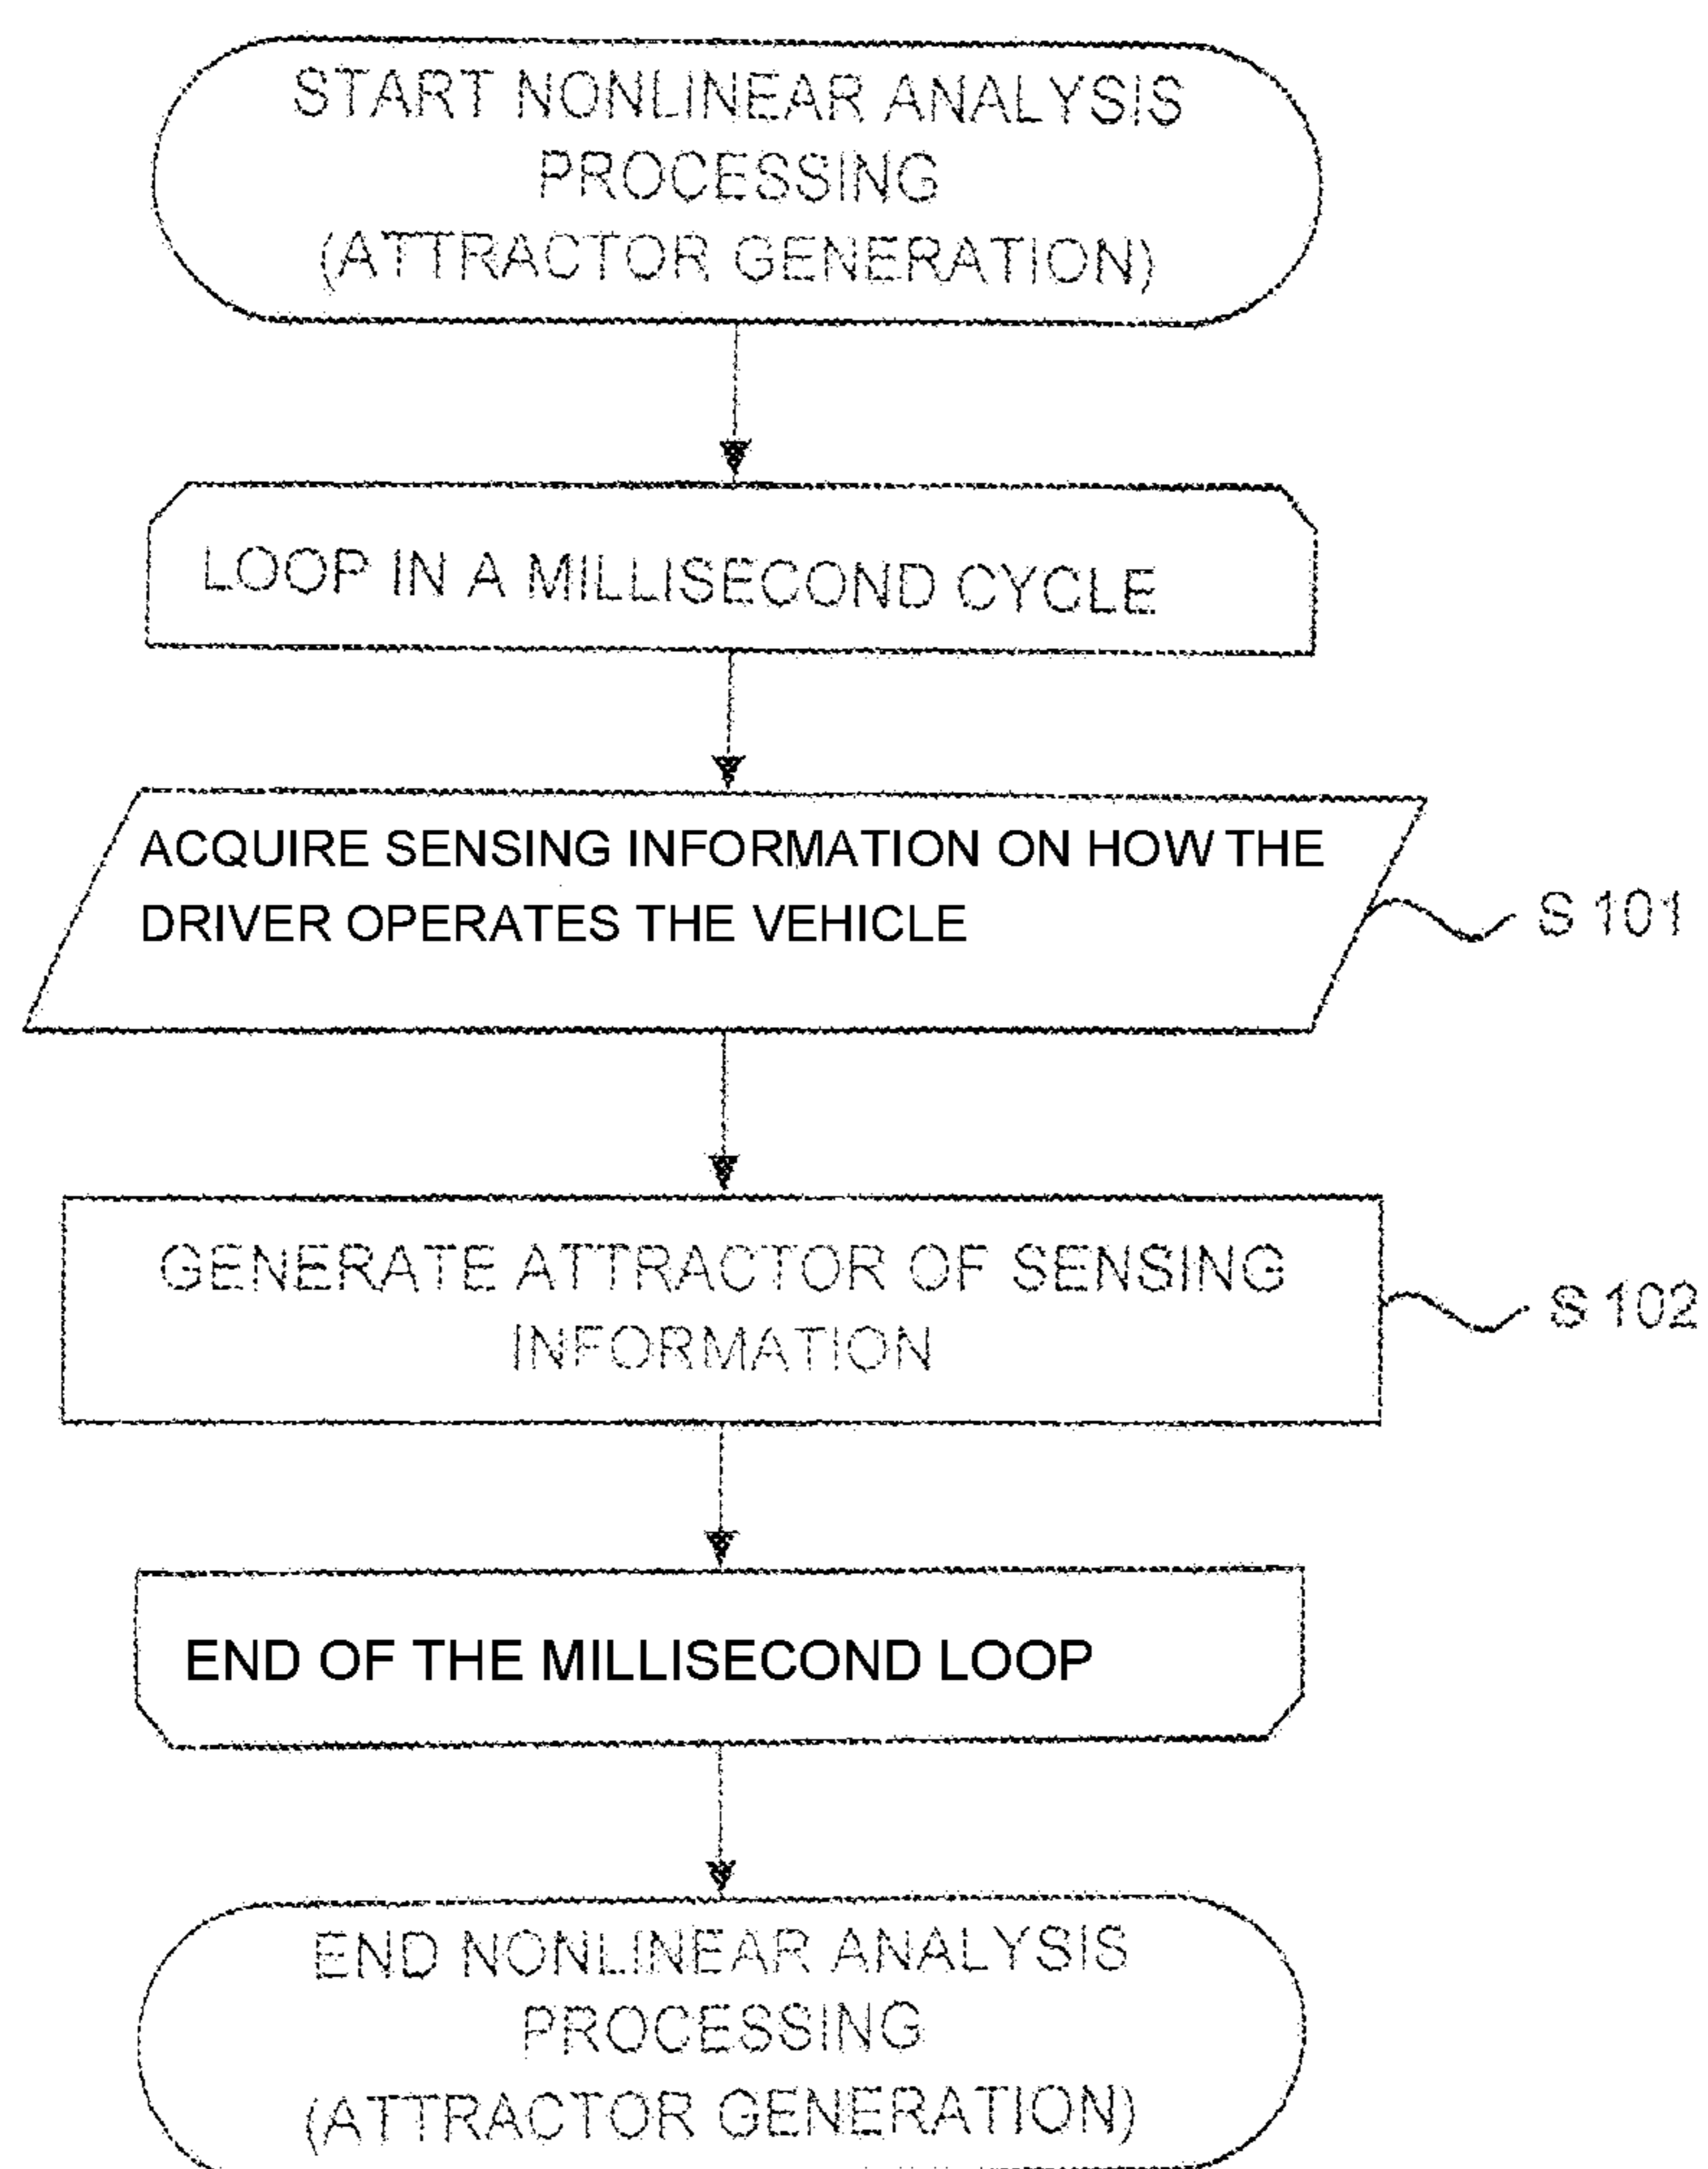 START NONLINEAR ANALYSIS
PROCESSING
(ATTRACTOR GENERATION)
LOOP IN A MILLISECOND CYCLE
ACQUIRE SENSING INFORMATION ON HOW THE
DRIVER OPERATES THE VEHICLE
S 101
GENERATE ATTRACTOR OF SENSING
INFORMATION
S 102
END OF THE MILLISECOND LOOP
END NONLINEAR ANALYSIS
PROCESSING
(ATTRACTOR GENERATION)